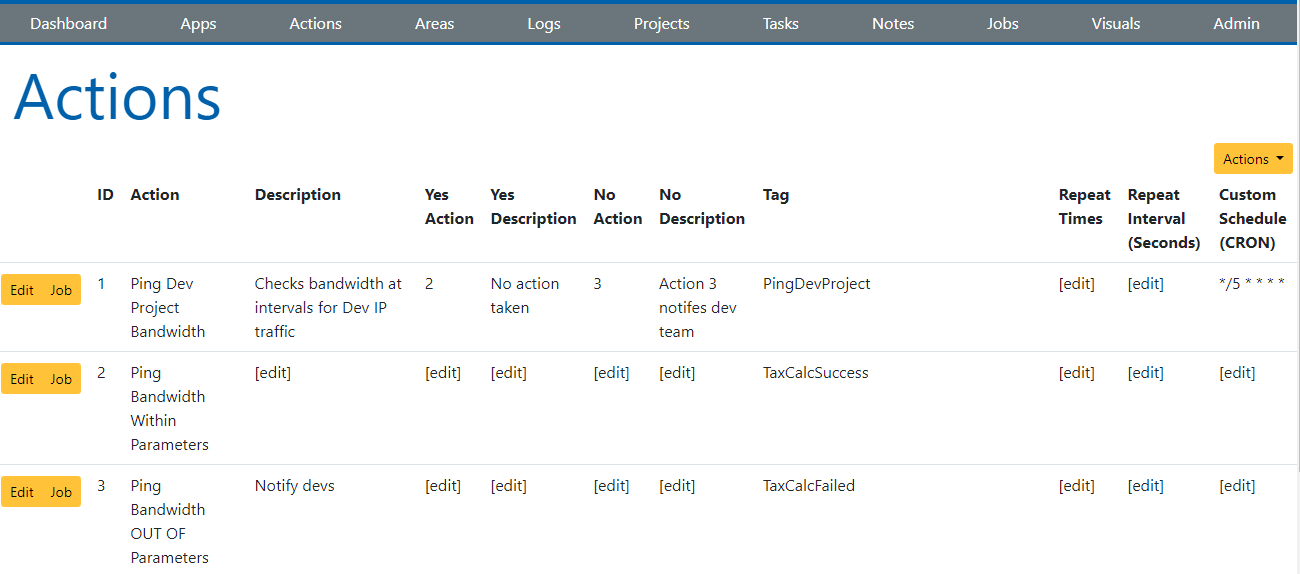 Dashboard Apps Actions Areas Logs Projects Tasks Notes Jobs Visuals Admin
Actions
Actions
ID Action Description Yes Yes No No Tag Repeat Repeat Custom
Action Description Action Description Times Interval Schedule
(Seconds) (CRON)
Edit Job 1 Ping Dev Checks bandwidth at 2 No action 3 Action 3 PingDevProject [edit] [edit] */5 * * * *
Project intervals for Dev IP taken notifes dev
Bandwidth traffic team
Edit Job 2 Ping [edit] [edit] [edit] [edit] [edit] TaxCalcSuccess [edit] [edit] [edit]
Bandwidth
Within
Parameters
Edit Job 3 Ping Notify devs [edit] [edit] [edit] [edit] TaxCalcFailed [edit] [edit] [edit]
Bandwidth
OUT OF
Parameters